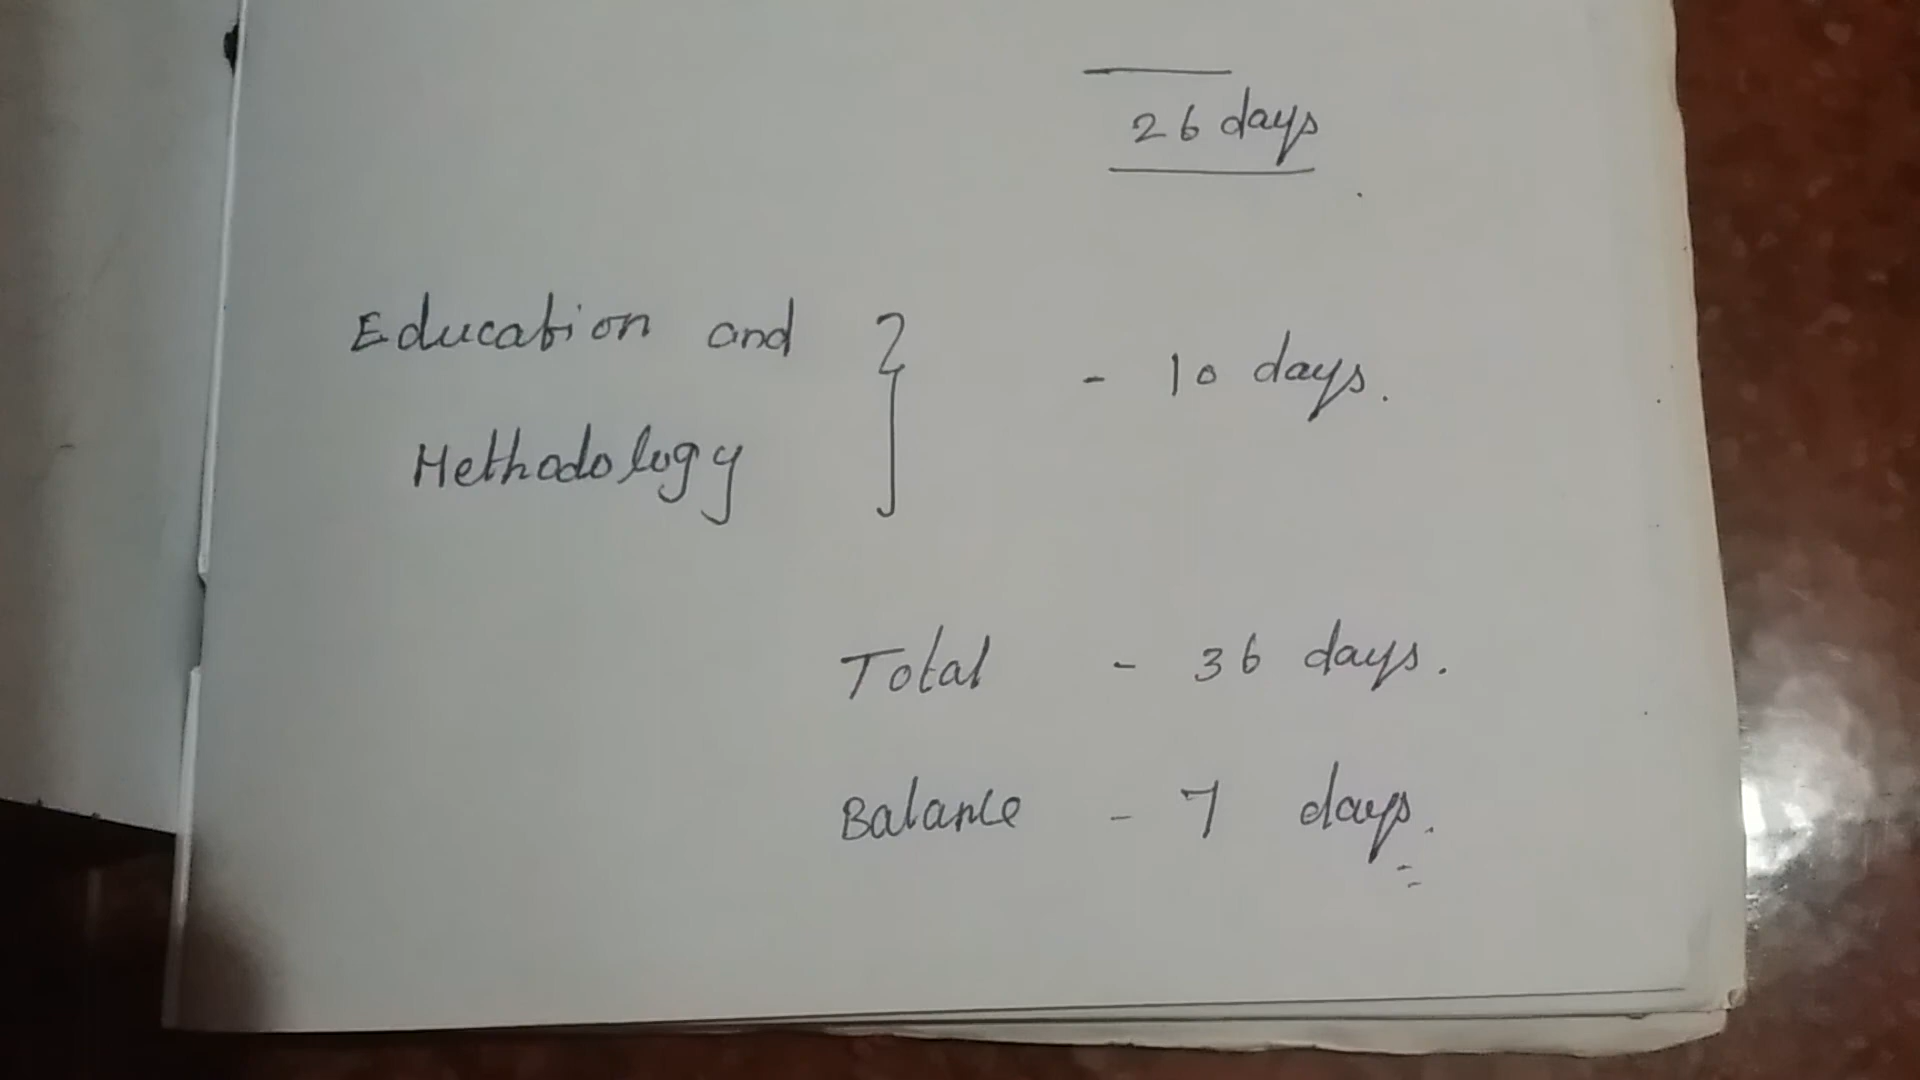 26 days
Education and
Methodology } - 10 days.
Total - 36 days.
Balance - 7 days.